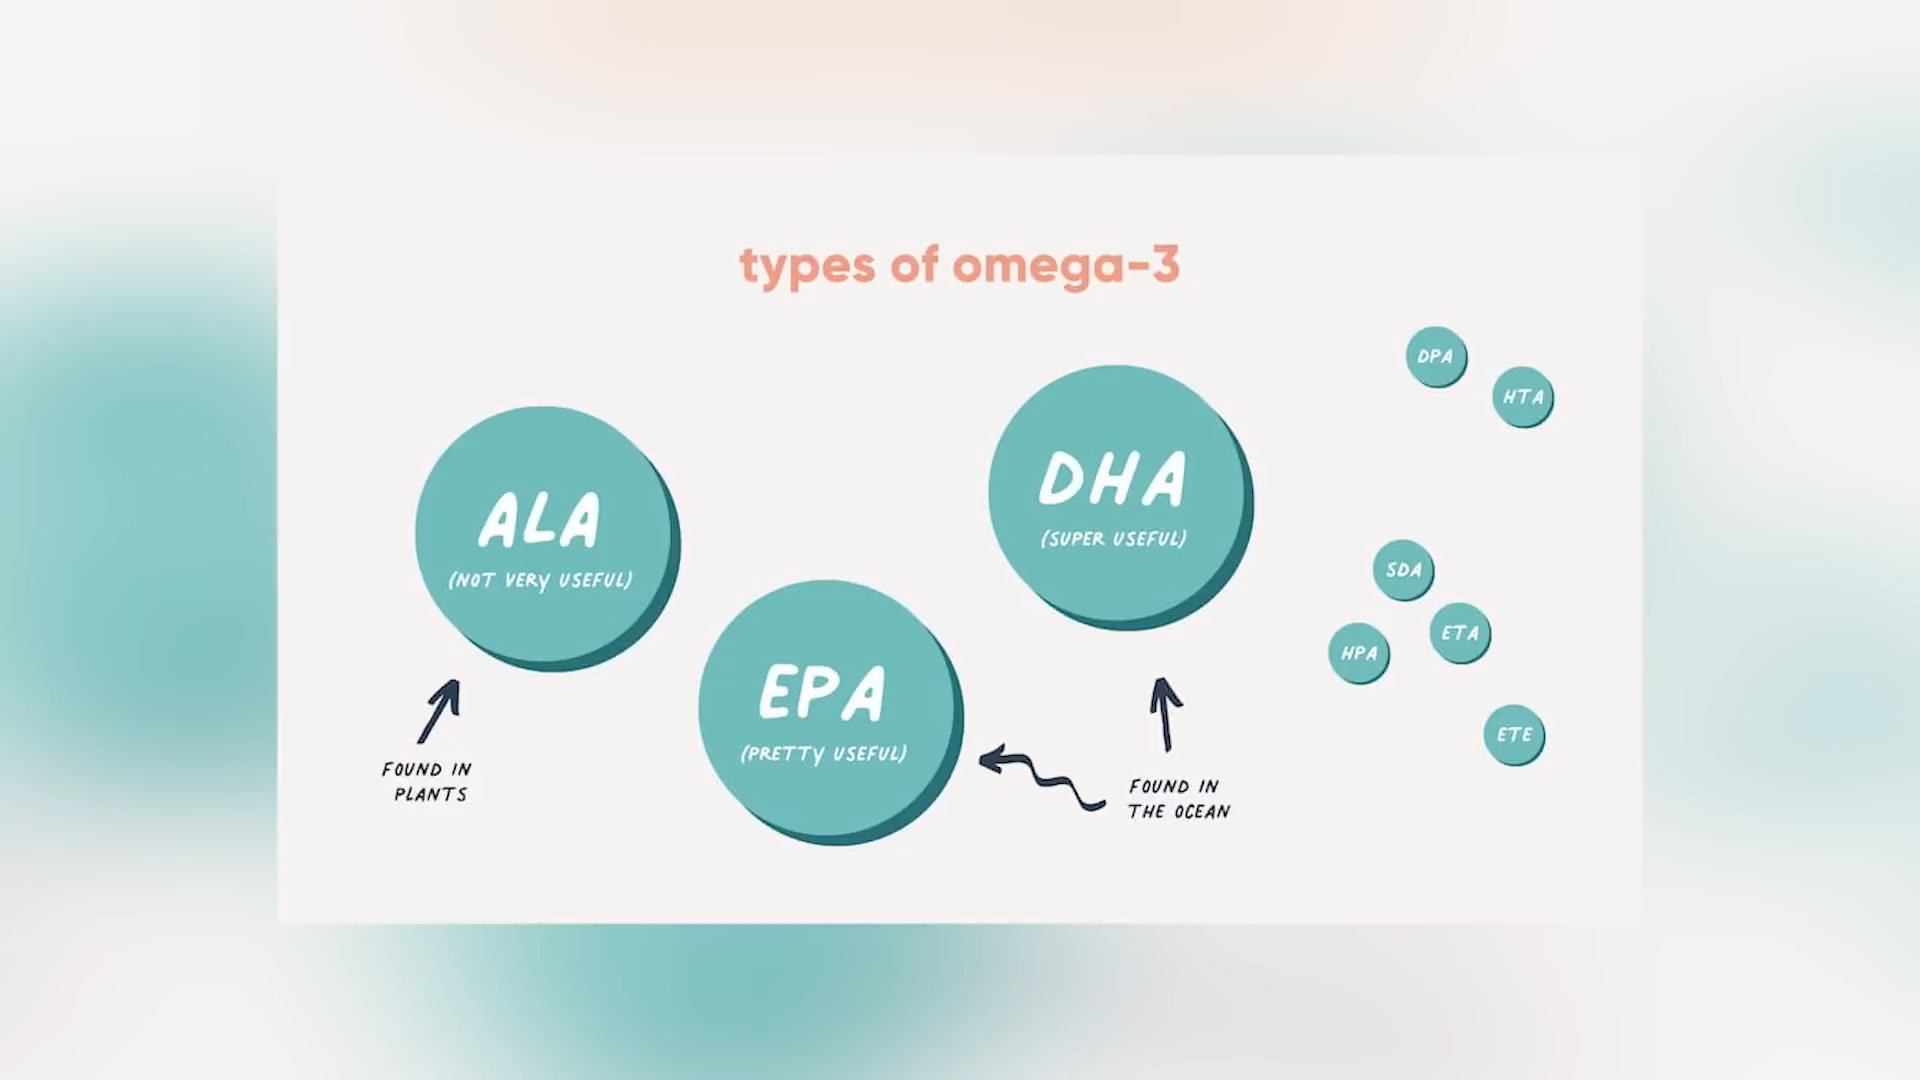 types of omega-3
ALA
(NOT VERY USEFUL)
FOUND IN
PLANTS
EPA
(PRETTY USEFUL)
DHA
(SUPER USEFUL)
FOUND IN
THE OCEAN
DPA
HTA
SDA
ETA
HPA
ETE